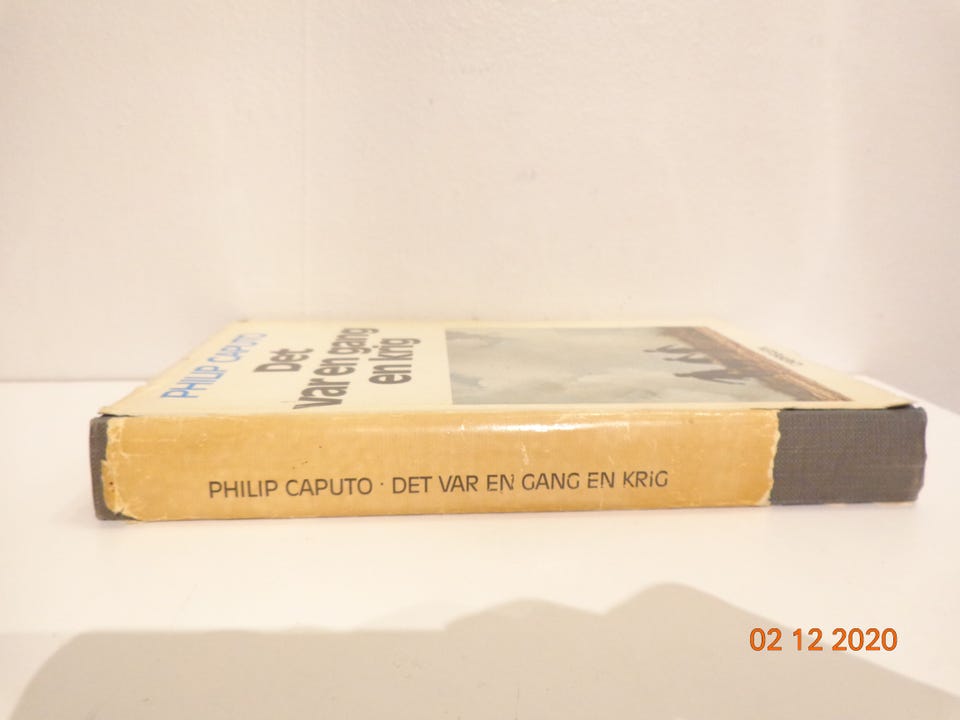 PHILIP CAPUTO
Det
var en gang
en krig
PHILIP CAPUTO · DET VAR EN GANG EN KRIG
02 12 2020